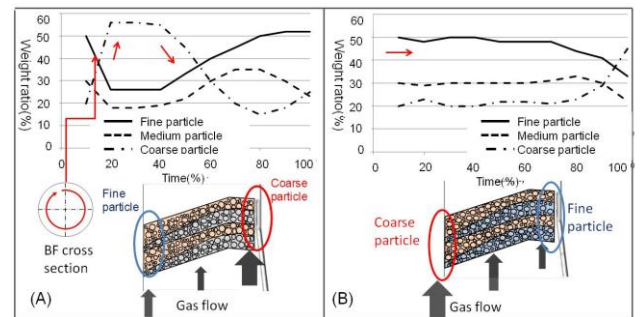 60
50
40
30
20
10
0
Weight ratio(%)
Fine particle
Medium particle
Coarse particle
0 20 40 60 80 100
Time(%)
Fine
particle
Coarse
particle
BF cross
section
(A)
Gas flow
60
50
40
30
20
10
0
Weight ratio(%)
Fine particle
Medium particle
Coarse particle
0 20 40 60 80 100
Time(%)
Coarse
particle
Fine
particle
(B)
Gas flow